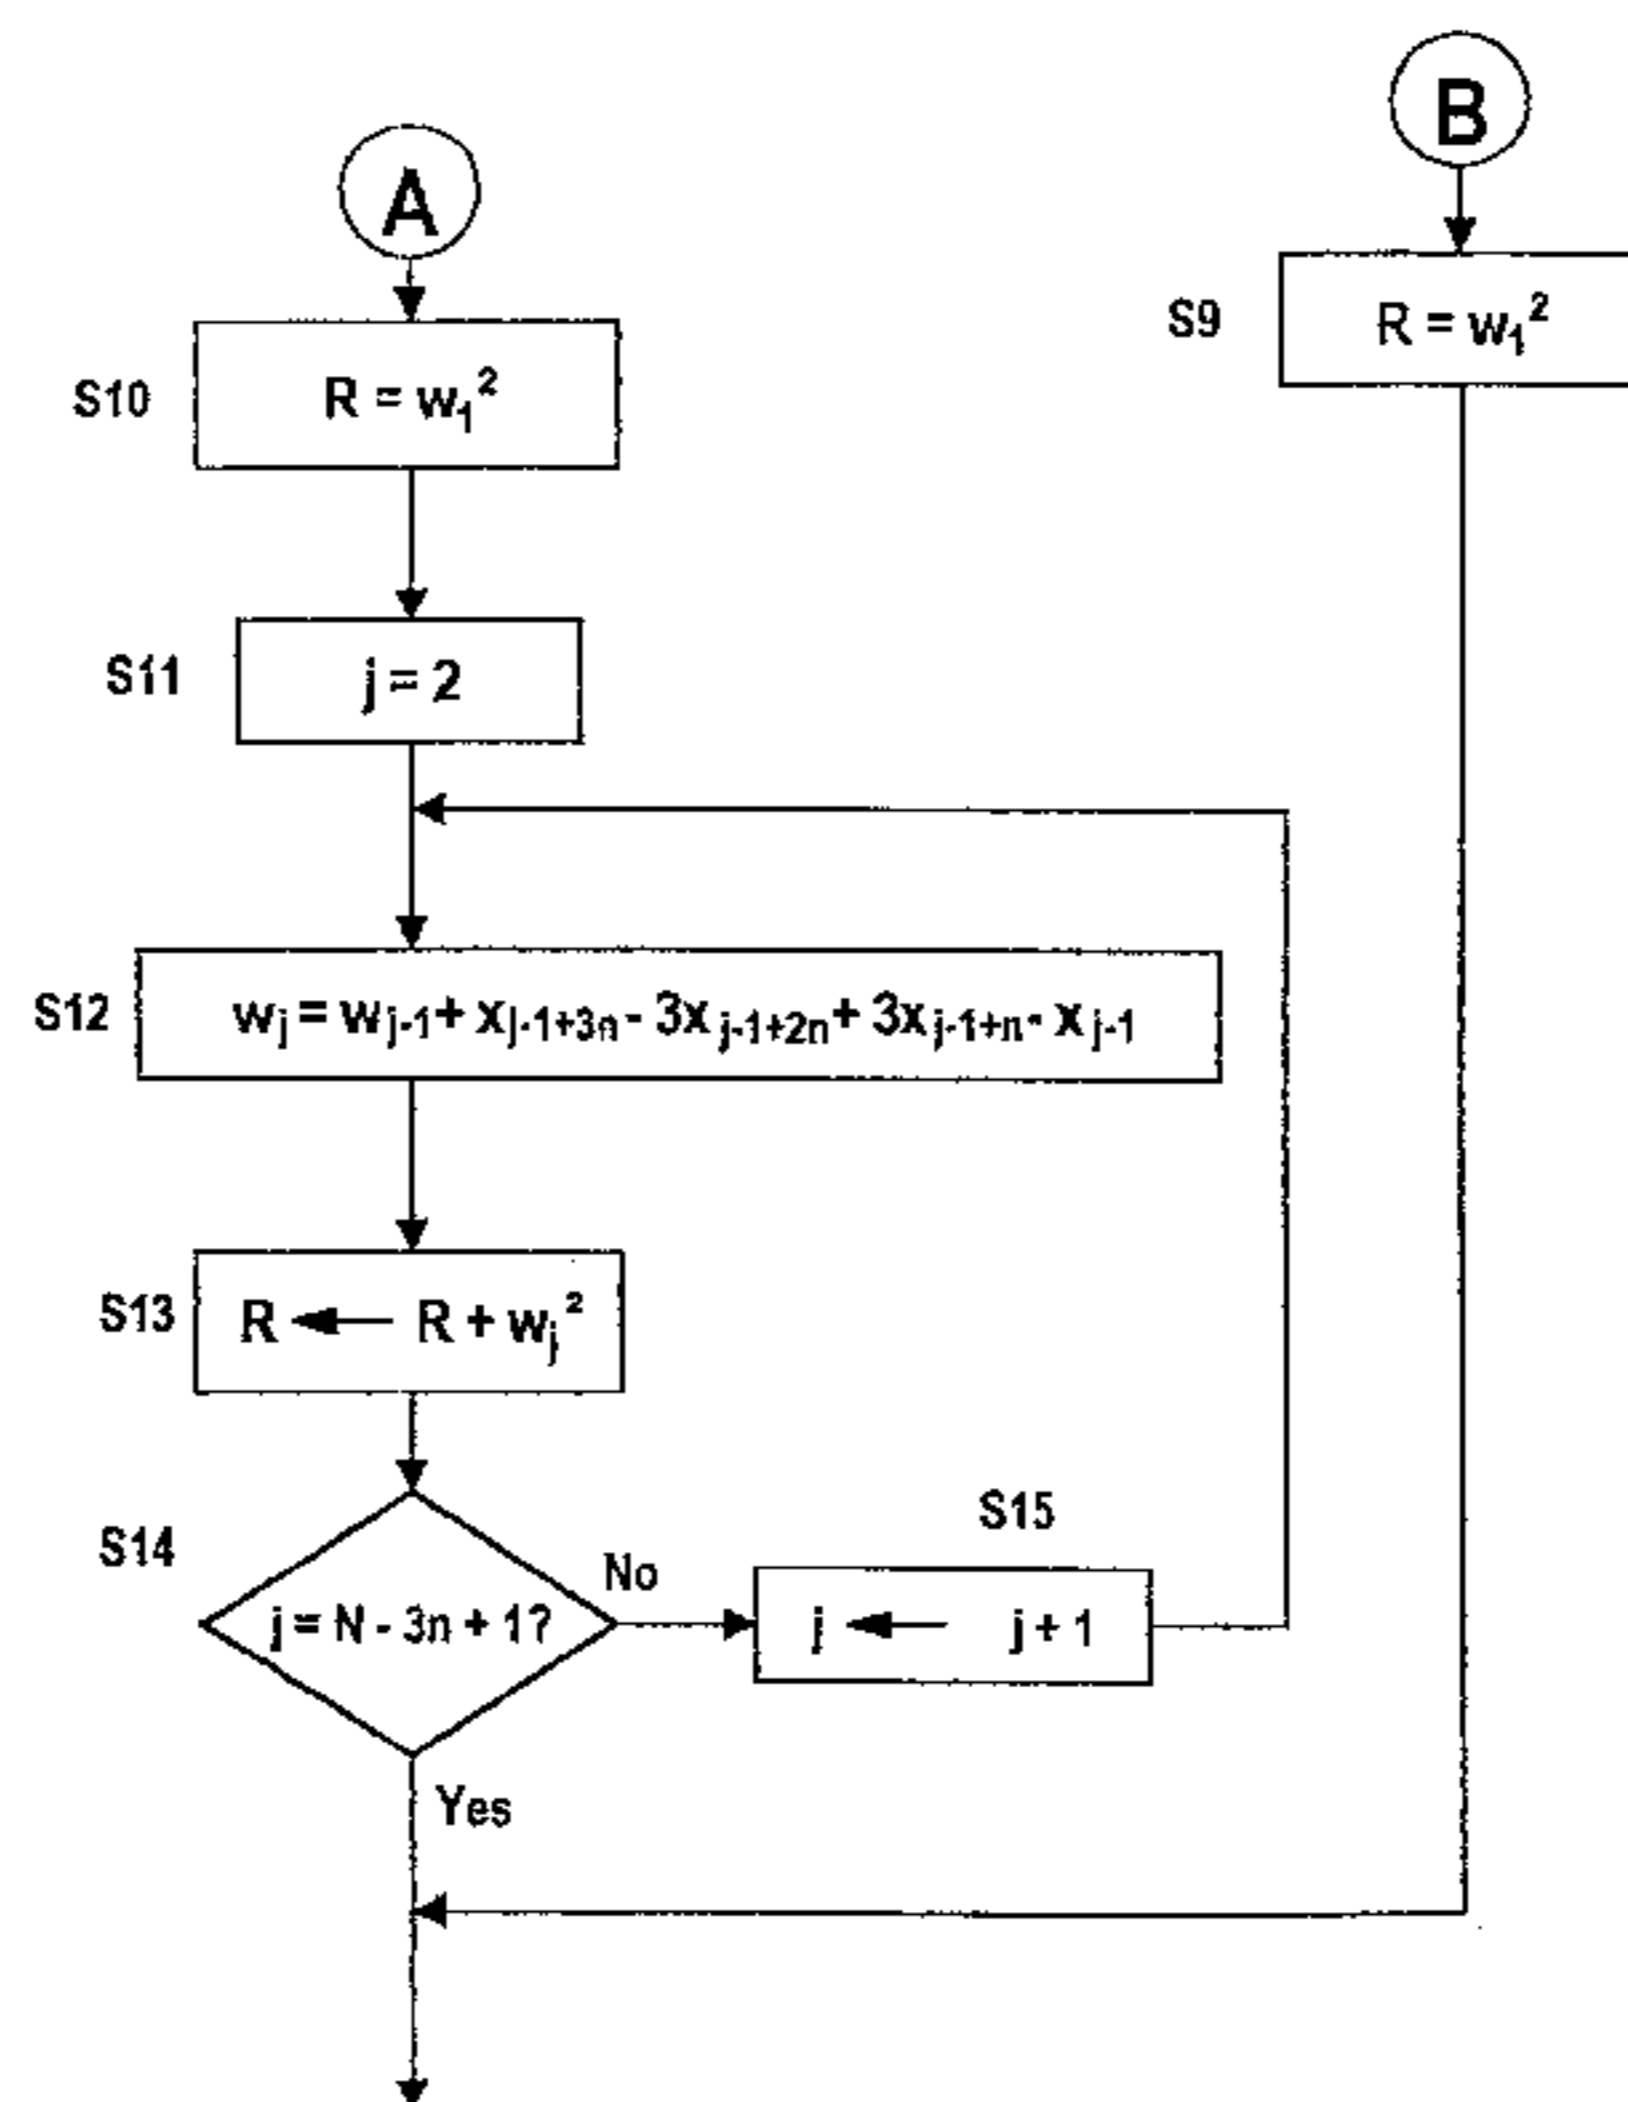 B
A
S9
R = w₁²
S10
R = w₁²
S11
j = 2
S12
wⱼ = wⱼ₋₁ + xⱼ₋₁₊₃ₙ - 3xⱼ₋₁₊₂ₙ + 3xⱼ₋₁₊ₙ - xⱼ₋₁
S13
R ← R + wⱼ²
S14
j = N - 3n + 1?
No
S15
j ← j + 1
Yes